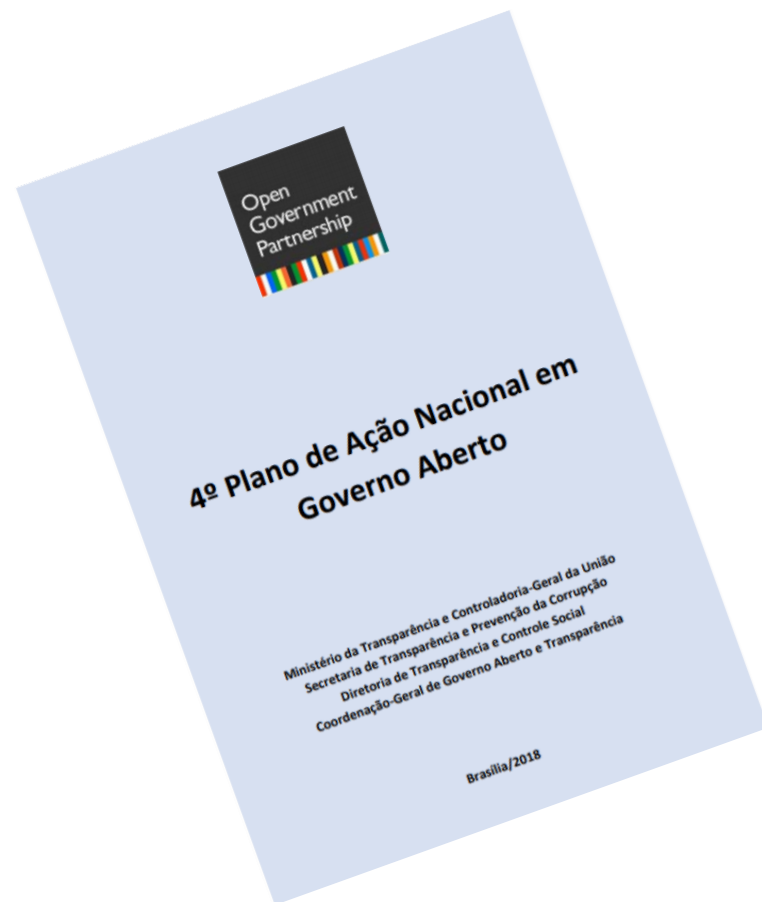 Open
Government
Partnership
4º Plano de Ação Nacional em
Governo Aberto
Ministério da Transparência e Controladoria-Geral da União
Secretaria de Transparência e Prevenção da Corrupção
Diretoria de Transparência e Controle Social
Coordenação-Geral de Governo Aberto e Transparência
Brasília/2018